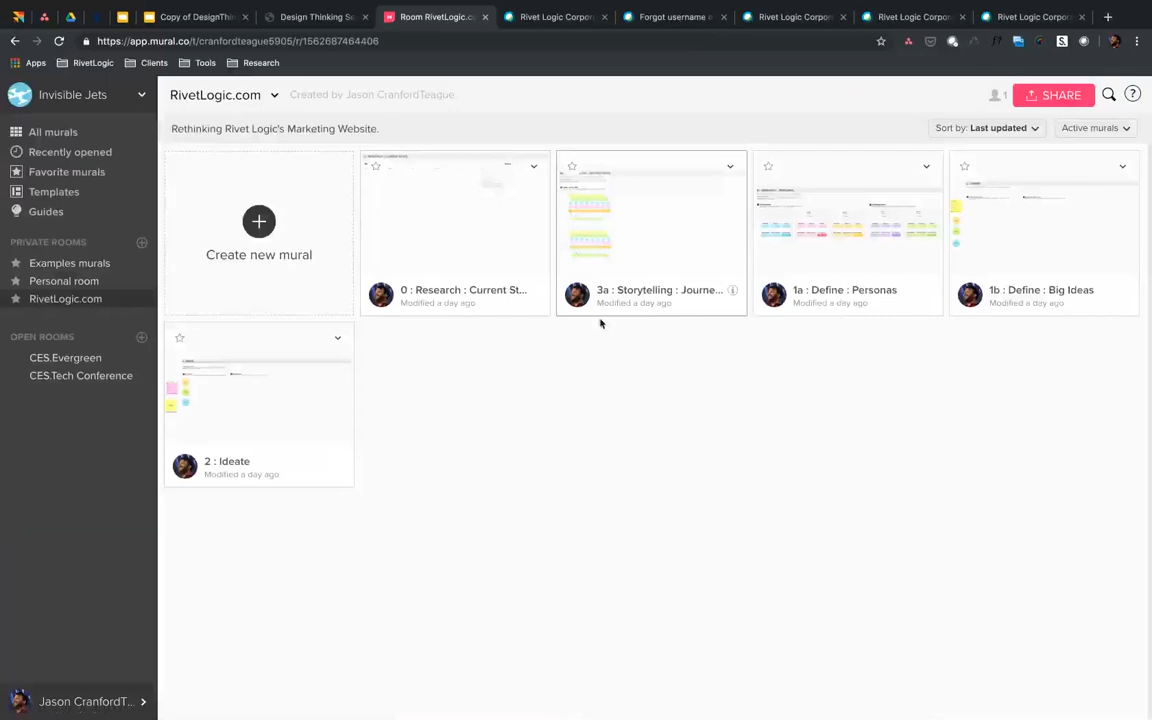 Copy of DesignThin
Design Thinking Se
Room RivetLogic.c
Rivet Logic Corpor
Forgot username o
Rivet Logic Corpor
Rivet Logic Corpor
Rivet Logic Corpor
https://app.mural.co/t/cranfordteague5905/r/1562687464406
Apps
RivetLogic
Clients
Tools
Research
Invisible Jets
RivetLogic.com
Created by Jason CranfordTeague
1
SHARE
All murals
Recently opened
Favorite murals
Templates
Guides
PRIVATE ROOMS
Examples murals
Personal room
RivetLogic.com
OPEN ROOMS
CES.Evergreen
CES.Tech Conference
Rethinking Rivet Logic's Marketing Website.
Sort by: Last updated
Active murals
Create new mural
0 : Research : Current St...
Modified a day ago
3a : Storytelling : Journe...
Modified a day ago
1a : Define : Personas
Modified a day ago
1b : Define : Big Ideas
Modified a day ago
2 : Ideate
Modified a day ago
Jason CranfordT...